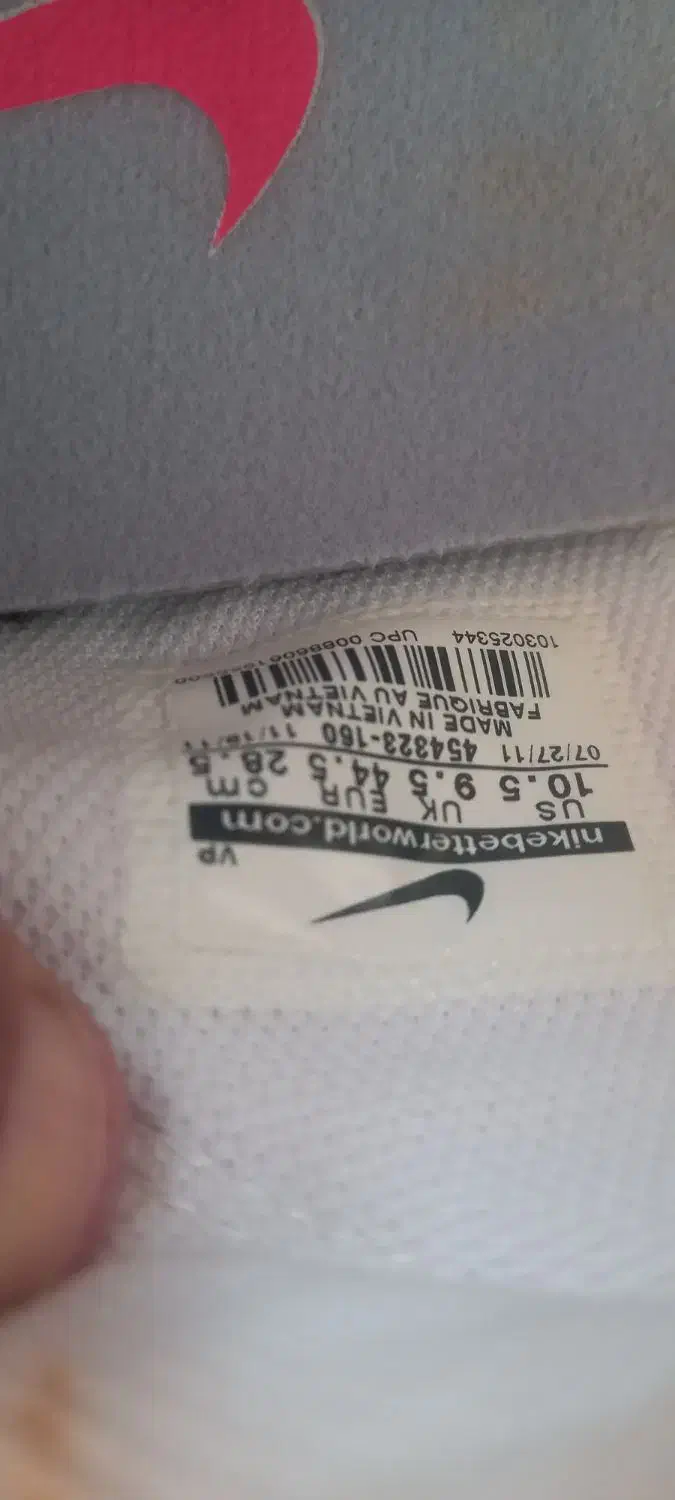 VP
nikebetterworld.com
US UK EUR cm
10.5 9.5 44.5 28.5
07/27/11 454323-160
MADE IN VIETNAM
FABRIQUE AU VIETNAM
103025344 UPC